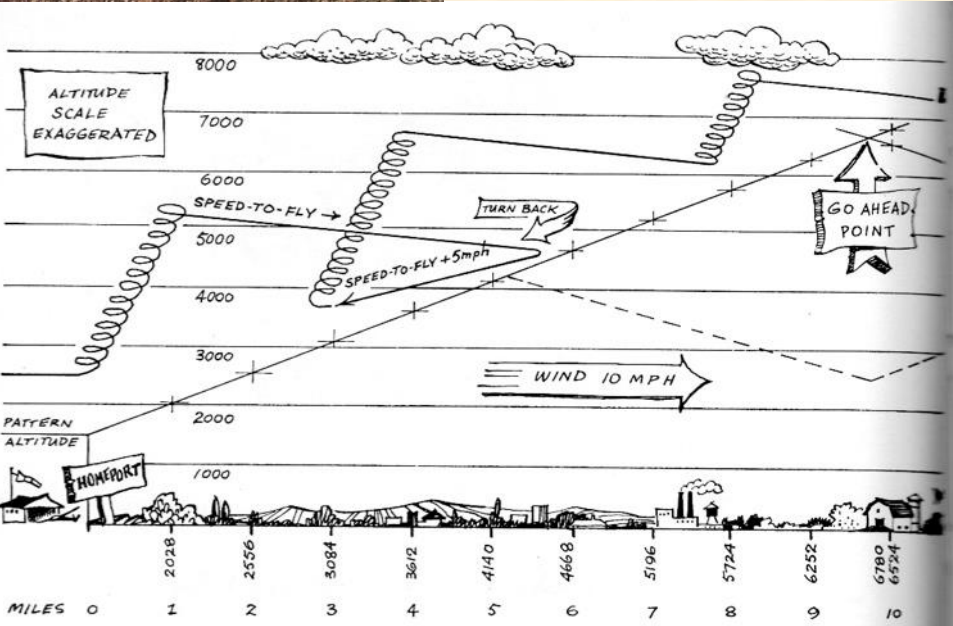 8000
ALTITUDE
SCALE
EXAGGERATED
7000
6000
SPEED-TO-FLY →
TURN BACK
GO AHEAD
POINT
5000
SPEED-TO-FLY +5mph
4000
3000
WIND 10 MPH
2000
PATTERN
ALTITUDE
HOMEPORT
1000
2028
2556
3084
3612
4140
4668
5196
5724
6252
6780
6524
MILES 0 1 2 3 4 5 6 7 8 9 10